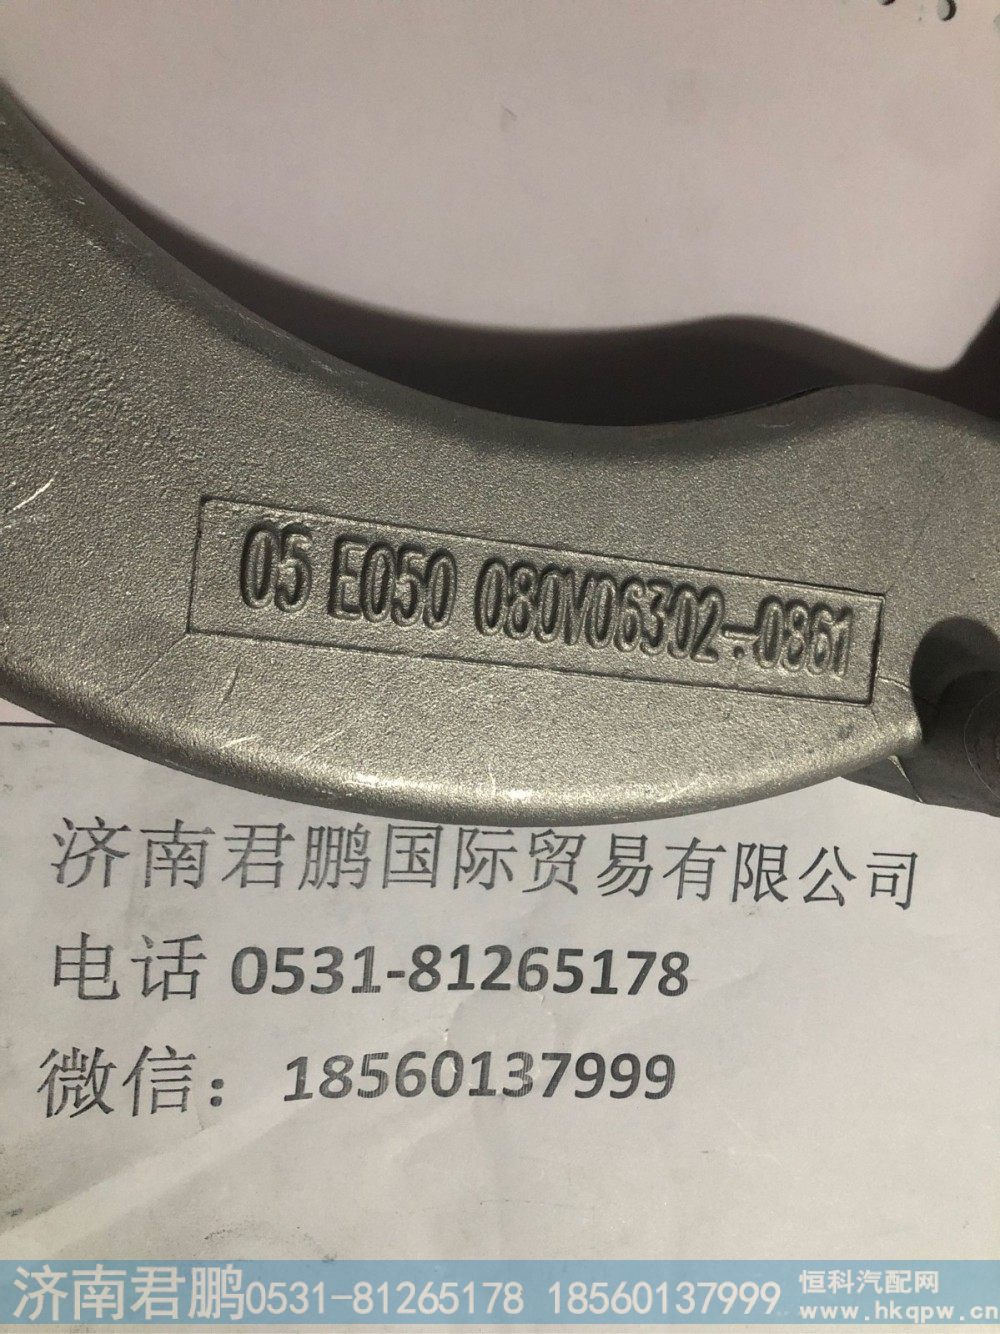 05 E050 080V06302-0861
济南君鹏国际贸易有限公司
电话 0531-81265178
微信：18560137999
济南君鹏0531-81265178 18560137999
恒科汽配网
www.hkqpw.cn